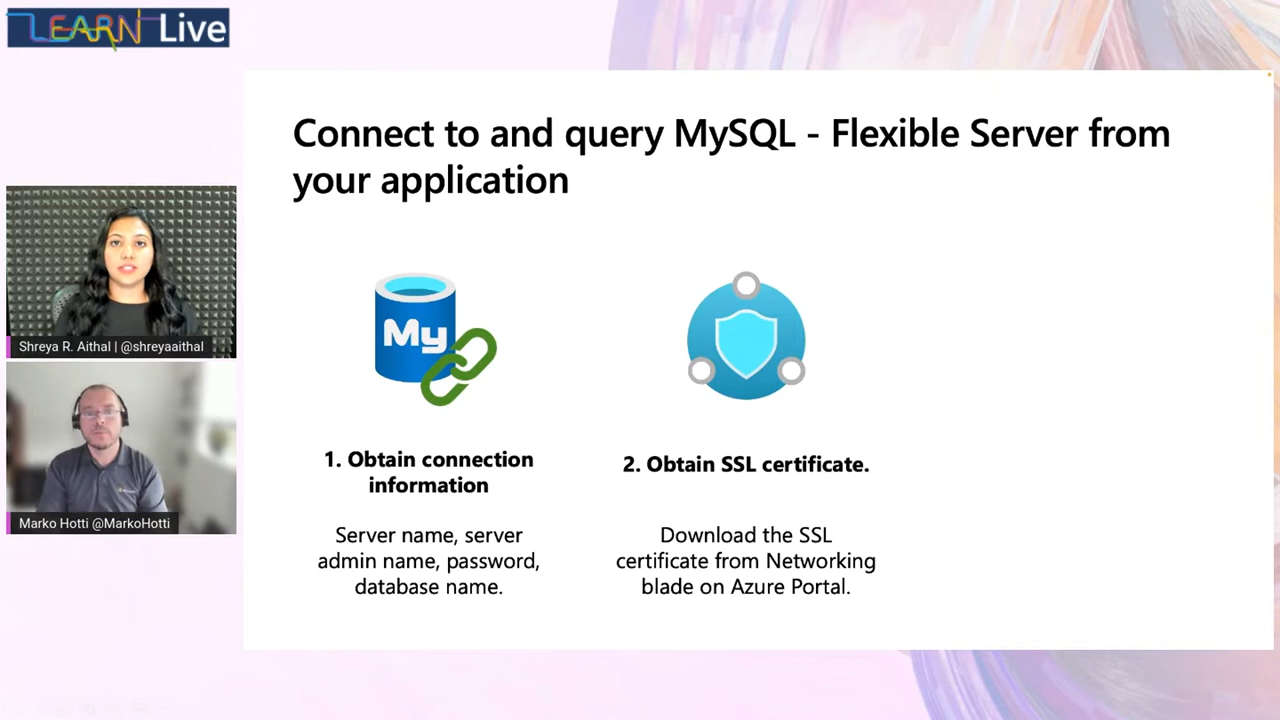 LEARN Live
Connect to and query MySQL - Flexible Server from
your application
My
1. Obtain connection
information
Server name, server
admin name, password,
database name.
2. Obtain SSL certificate.
Download the SSL
certificate from Networking
blade on Azure Portal.
Shreya R. Aithal | @shreyaaithal
Marko Hotti @MarkoHotti